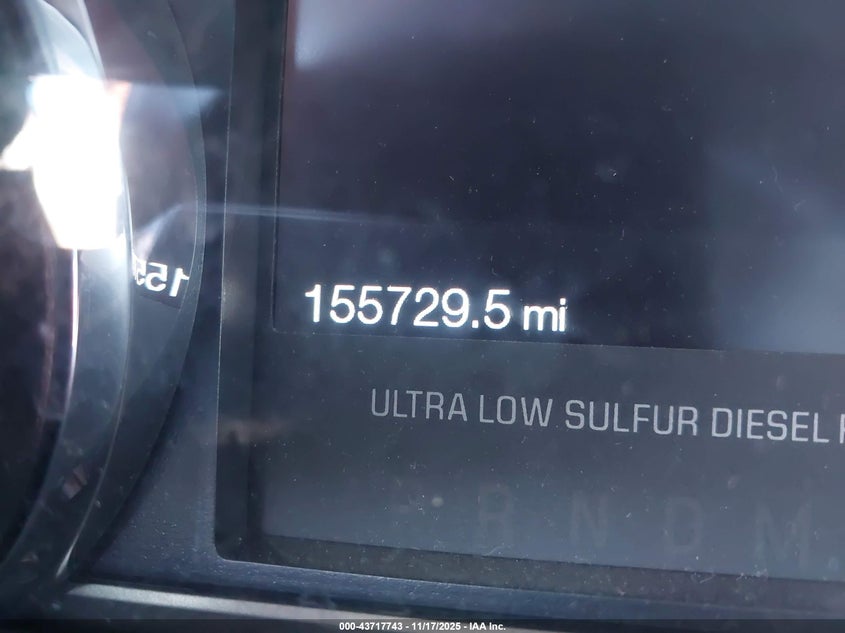 155729.5 mi
ULTRA LOW SULFUR DIESEL
R N D M
000-43717743 | 11/17/2025 - IAA Inc.